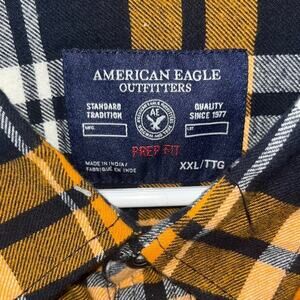 AMERICAN EAGLE
OUTFITTERS
STANDARD
TRADITION
QUALITY
SINCE 1977
MFG.
LOT
PREP FIT
MADE IN INDIA/
FABRIQUÉ EN INDE
XXL/TTG